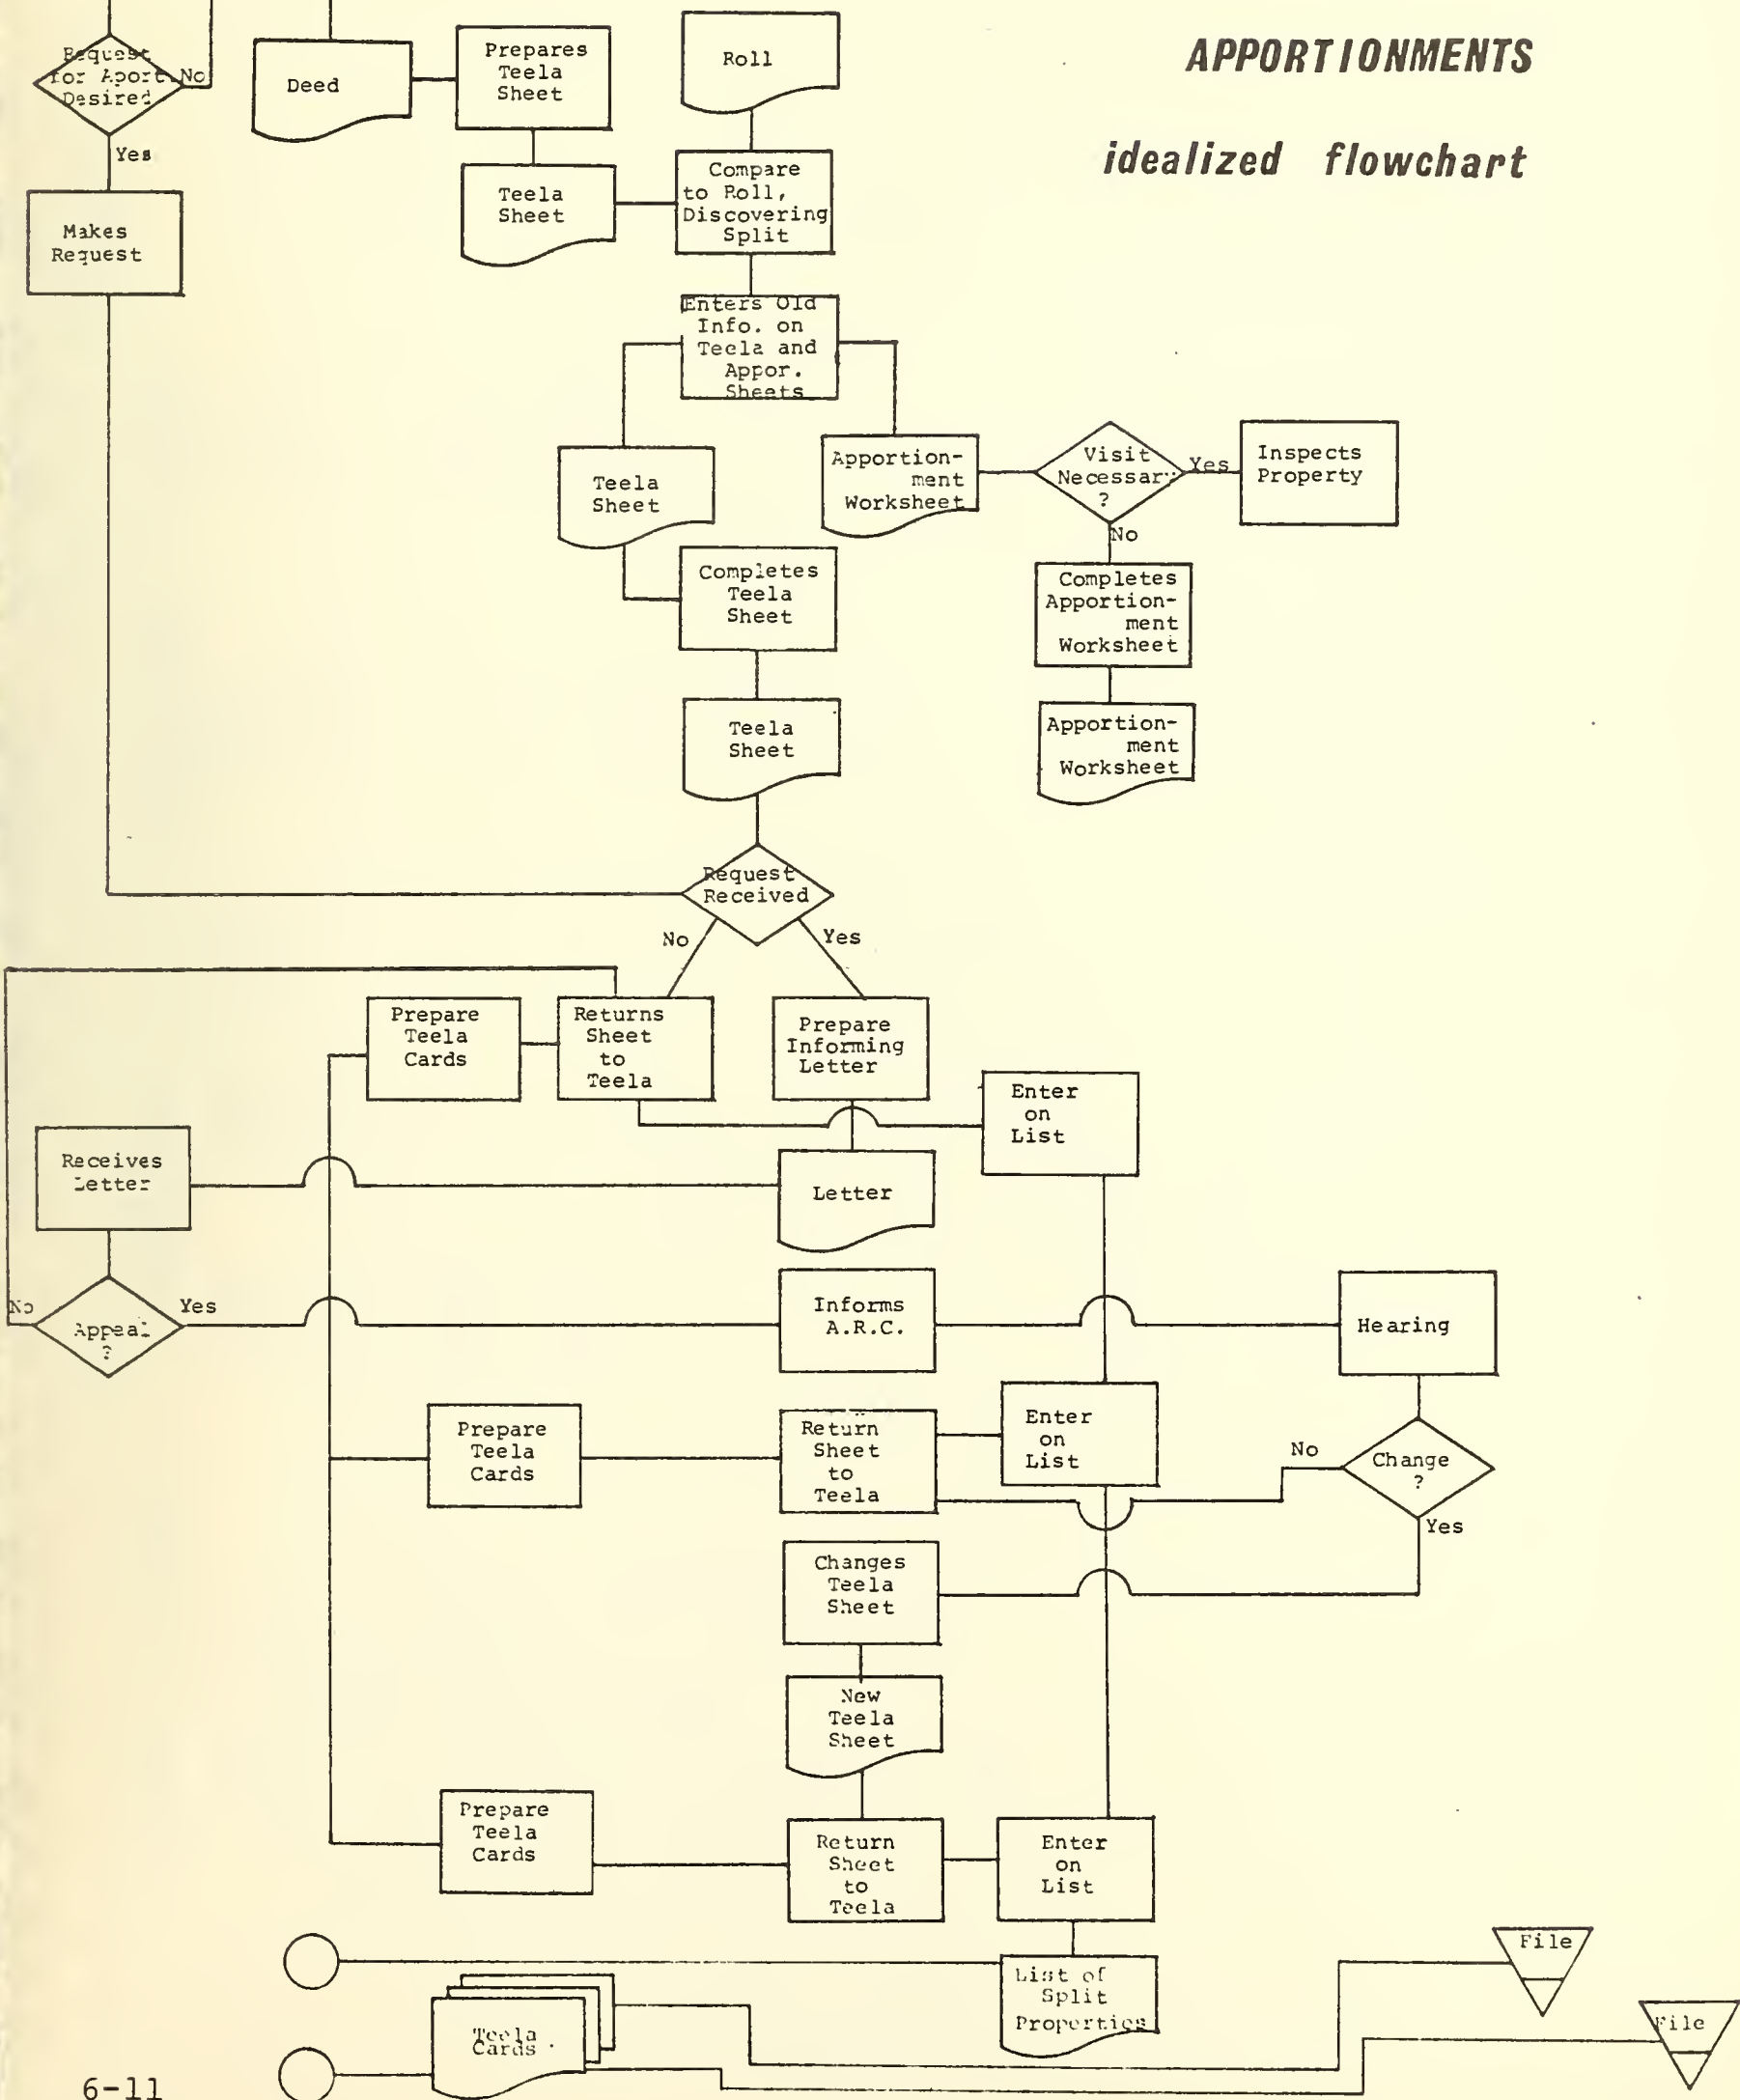 APPORTIONMENTS
idealized flowchart
Request
for Aport.
Desired
No
Yes
Makes
Request
Deed
Prepares
Teela
Sheet
Teela
Sheet
Roll
Compare
to Roll,
Discovering
Split
Enters Old
Info. on
Teela and
Appor.
Sheets
Teela
Sheet
Apportion-
ment
Worksheet
Visit
Necessary
?
Yes
Inspects
Property
No
Completes
Apportion-
ment
Worksheet
Apportion-
ment
Worksheet
Completes
Teela
Sheet
Teela
Sheet
Request
Received
No
Yes
Prepare
Teela
Cards
Returns
Sheet
to
Teela
Prepare
Informing
Letter
Enter
on
List
Receives
Letter
Letter
Appeal
?
No
Yes
Informs
A.R.C.
Hearing
Prepare
Teela
Cards
Return
Sheet
to
Teela
Enter
on
List
No
Change
?
Yes
Changes
Teela
Sheet
New
Teela
Sheet
Prepare
Teela
Cards
Return
Sheet
to
Teela
Enter
on
List
List of
Split
Properties
Teela
Cards
File
File
6-11